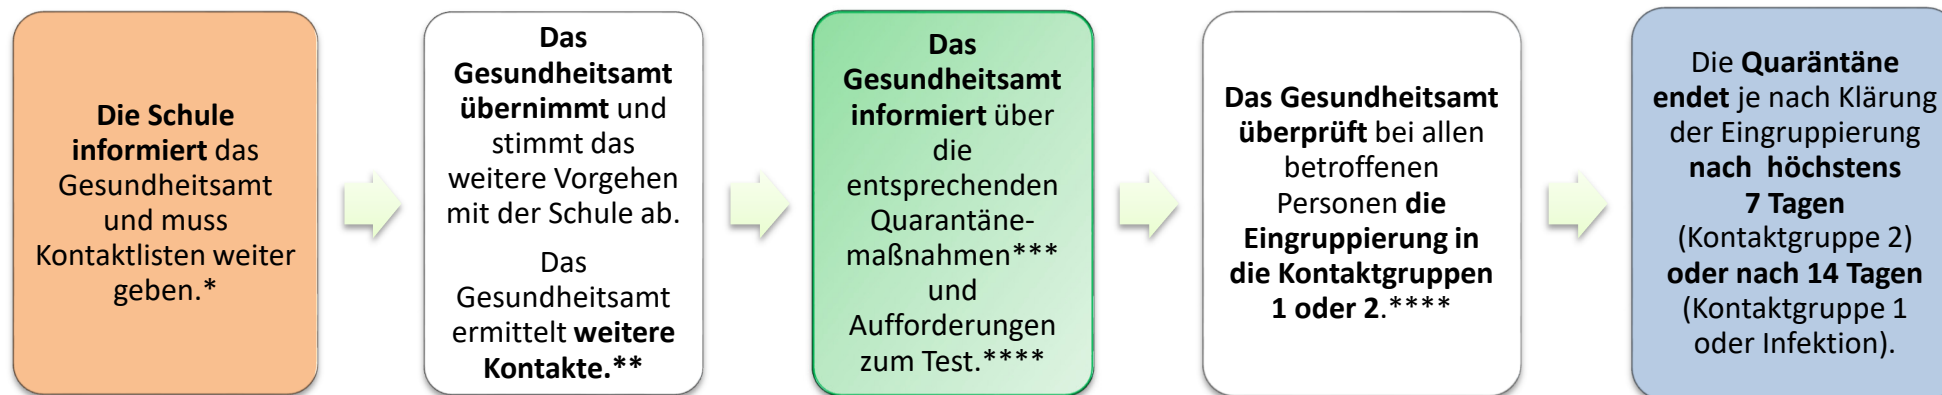 Die Schule
informiert das
Gesundheitsamt
und muss
Kontaktlisten weiter
geben.*
Das
Gesundheitsamt
übernimmt und
stimmt das
weitere Vorgehen
mit der Schule ab.
Das
Gesundheitsamt
ermittelt weitere
Kontakte.**
Das
Gesundheitsamt
informiert über
die
entsprechenden
Quarantäne-
maßnahmen***
und
Aufforderungen
zum Test.****
Das Gesundheitsamt
überprüft bei allen
betroffenen
Personen die
Eingruppierung in
die Kontaktgruppen
1 oder 2.****
Die Quaräntäne
endet je nach Klärung
der Eingruppierung
nach höchstens
7 Tagen
(Kontaktgruppe 2)
oder nach 14 Tagen
(Kontaktgruppe 1
oder Infektion).